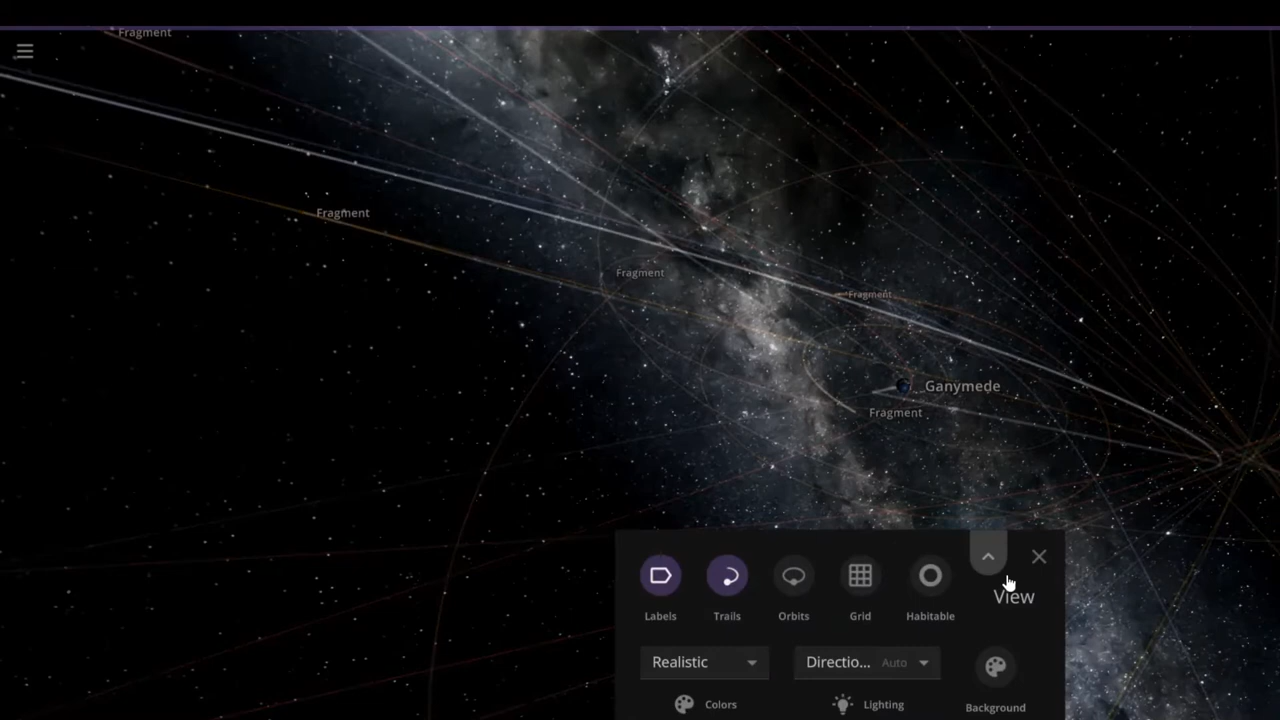 Fragment
Fragment
Fragment
Fragment
Ganymede
Fragment
View
Labels
Trails
Orbits
Grid
Habitable
Realistic
Directio... Auto
Colors
Lighting
Background